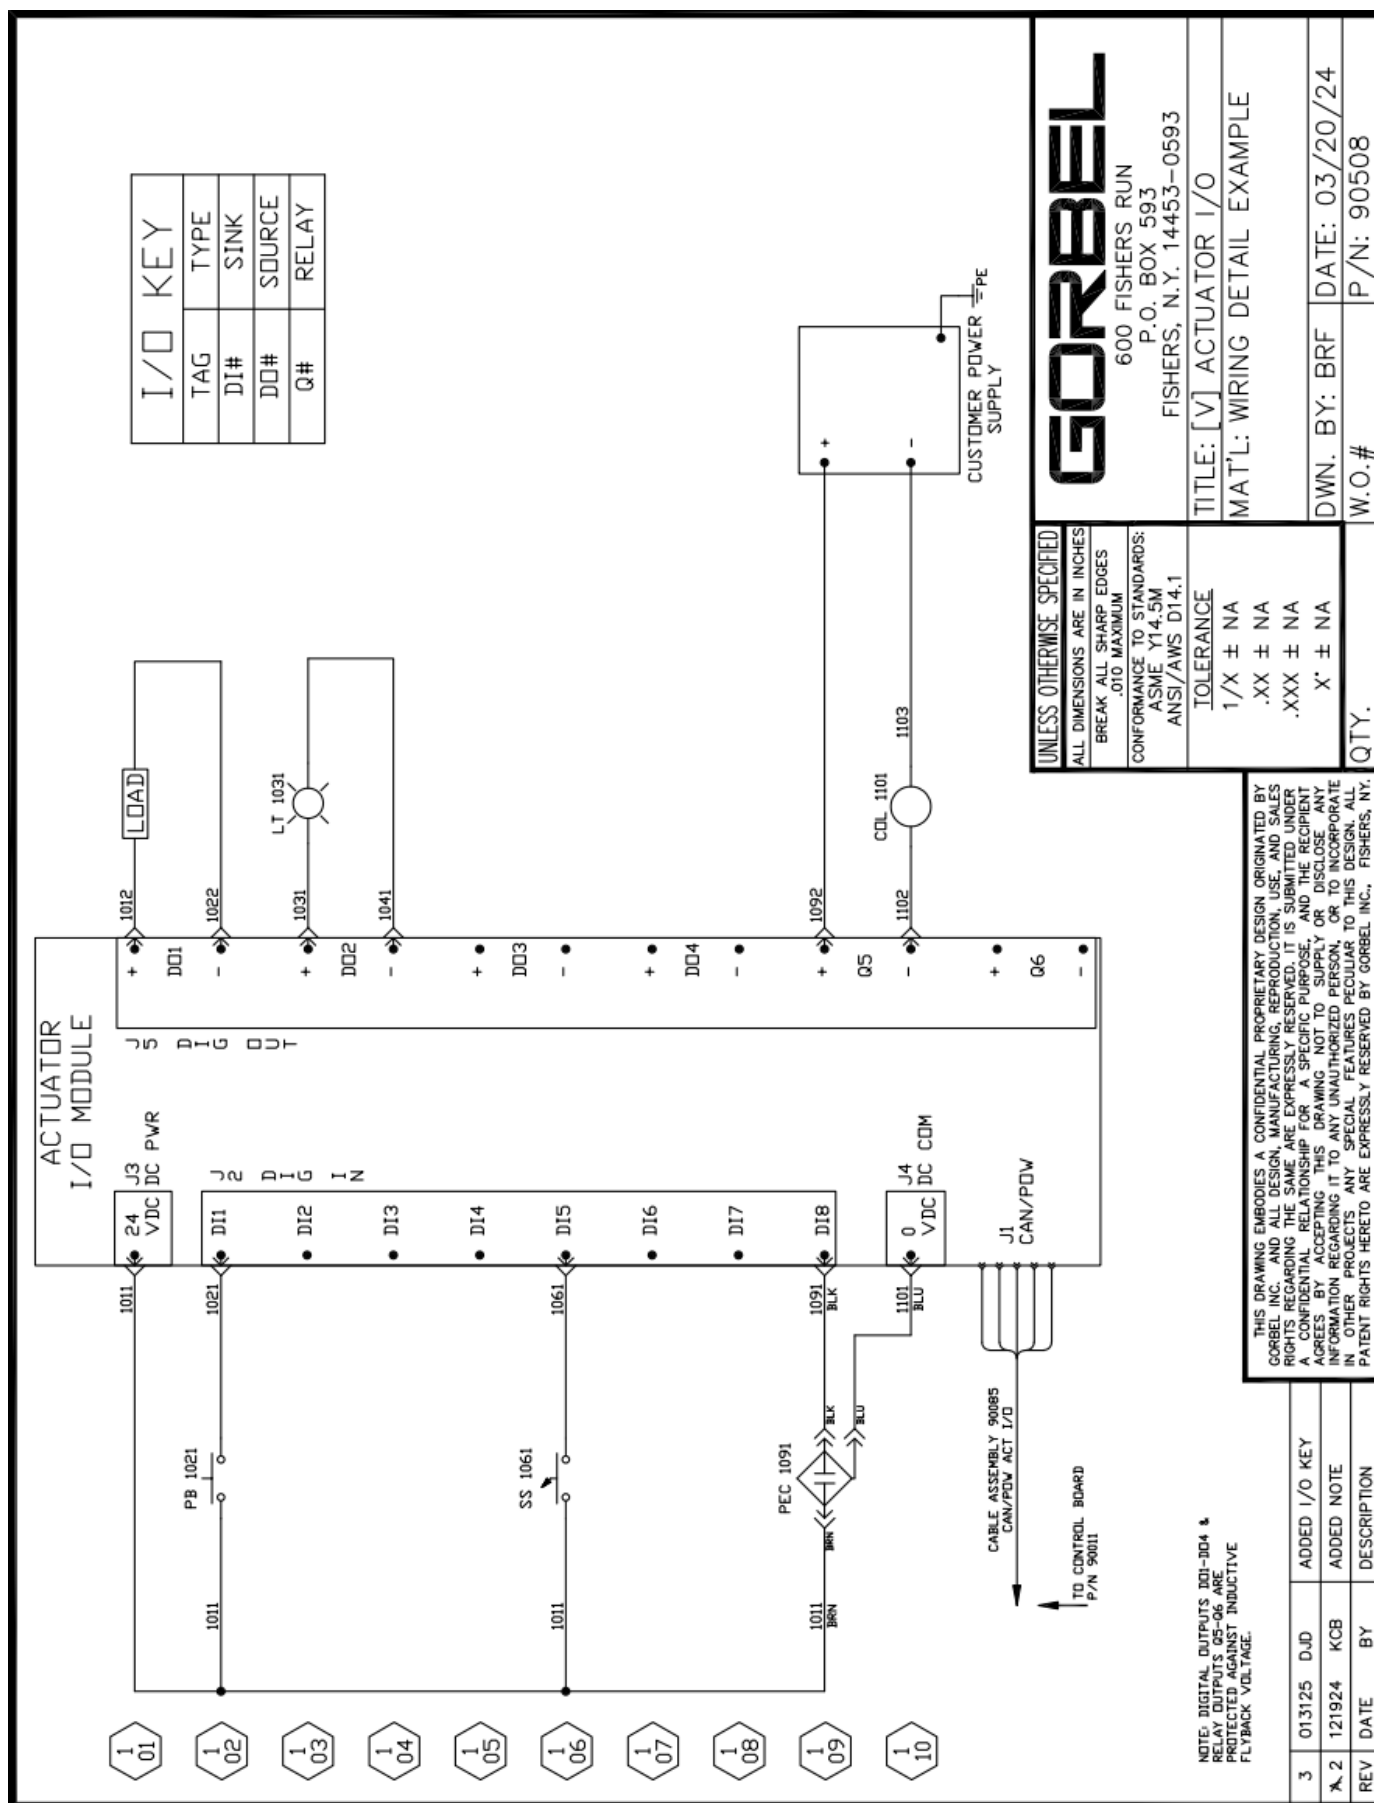 ACTUATOR
I/O MODULE
I/O KEY
TAG TYPE
DI# SINK
DO# SOURCE
Q# RELAY
1
01
1
02
1
03
1
04
1
05
1
06
1
07
1
08
1
09
1
10
1011
24
VDC
J3
DC PWR
J5
DIG OUT
+
DO1
-
1012
LOAD
1022
1011
PB 1021
1021
J2
DIG IN
DI1
DI2
DI3
DI4
DI5
DI6
DI7
DI8
+
DO2
-
1031
LT 1031
1041
+
DO3
-
+
DO4
-
1011
SS 1061
1061
1011
BRN
BRN
PEC 1091
BLK
BLU
1091
BLK
1101
BLU
0
VDC
J4
DC COM
+
Q5
-
1092
1102
COL 1101
1103
+
-
CUSTOMER POWER
SUPPLY
PE
+
Q6
-
J1
CAN/POW
CABLE ASSEMBLY 90085
CAN/POW ACT I/O
TO CONTROL BOARD
P/N 90011
NOTE: DIGITAL OUTPUTS DO1-DO4 &
RELAY OUTPUTS Q5-Q6 ARE
PROTECTED AGAINST INDUCTIVE
FLYBACK VOLTAGE.
3 013125 DJD ADDED I/O KEY
2 121924 KCB ADDED NOTE
REV DATE BY DESCRIPTION
THIS DRAWING EMBODIES A CONFIDENTIAL PROPRIETARY DESIGN ORIGINATED BY
GORBEL INC. AND ALL DESIGN, MANUFACTURING, REPRODUCTION, USE, AND SALES
RIGHTS REGARDING THE SAME ARE EXPRESSLY RESERVED. IT IS SUBMITTED UNDER
A CONFIDENTIAL RELATIONSHIP FOR A SPECIFIC PURPOSE, AND THE RECIPIENT
AGREES BY ACCEPTING THIS DRAWING NOT TO SUPPLY OR DISCLOSE ANY
INFORMATION REGARDING IT TO ANY UNAUTHORIZED PERSON, OR TO INCORPORATE
IN OTHER PROJECTS ANY SPECIAL FEATURES PECULIAR TO THIS DESIGN. ALL
PATENT RIGHTS HERETO ARE EXPRESSLY RESERVED BY GORBEL INC., FISHERS, NY.
UNLESS OTHERWISE SPECIFIED
ALL DIMENSIONS ARE IN INCHES
BREAK ALL SHARP EDGES
.010 MAXIMUM
CONFORMANCE TO STANDARDS:
ASME Y14.5M
ANSI/AWS D14.1
TOLERANCE
1/X ± NA
.XX ± NA
.XXX ± NA
X° ± NA
QTY.
GORBEL
600 FISHERS RUN
P.O. BOX 593
FISHERS, N.Y. 14453-0593
TITLE: [V] ACTUATOR I/O
MAT'L: WIRING DETAIL EXAMPLE
DWN. BY: BRF DATE: 03/20/24
W.O.# P/N: 90508